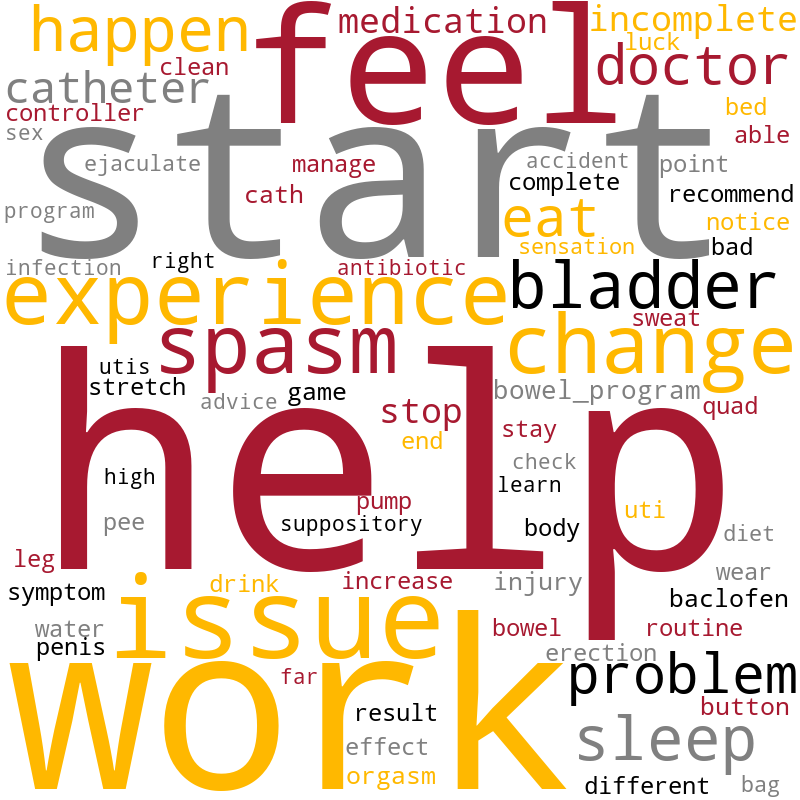 happen
feel
medication
incomplete
luck
clean
catheter
doctor
controller
bed
sex
start
able
ejaculate
manage
accident
point
cath
complete
recommend
program
eat
notice
sensation
bad
infection
right
antibiotic
experience
bladder
sweat
spasm
change
utis
stretch
game
bowel_program
advice
stop
quad
end
stay
help
check
high
learn
pump
uti
pee
suppository
body
diet
leg
symptom
drink
increase
injury
wear
baclofen
water
issue
bowel
routine
penis
erection
far
work
problem
result
button
effect
sleep
orgasm
different
bag